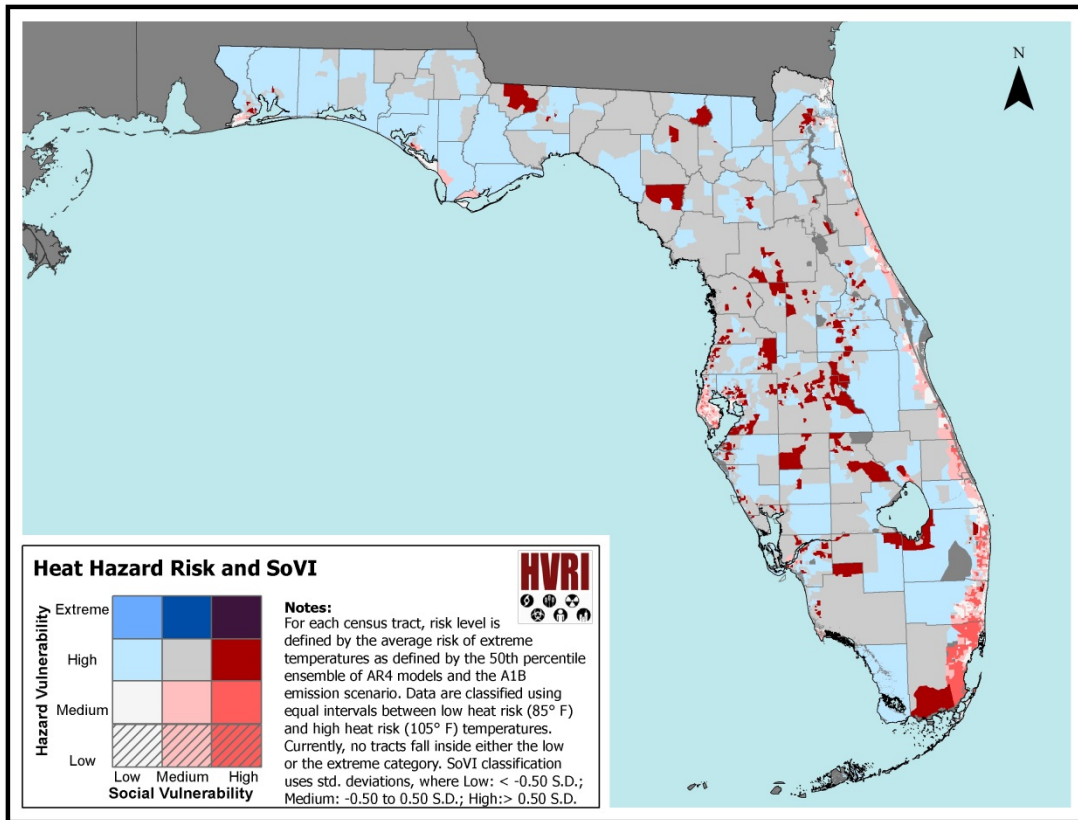 N
Heat Hazard Risk and SoVI
HVRI
Hazard Vulnerability
Extreme
High
Medium
Low
Low
Medium
High
Social Vulnerability
Notes:
For each census tract, risk level is
defined by the average risk of extreme
temperatures as defined by the 50th percentile
ensemble of AR4 models and the A1B
emission scenario. Data are classified using
equal intervals between low heat risk (85° F)
and high heat risk (105° F) temperatures.
Currently, no tracts fall inside either the low
or the extreme category. SoVI classification
uses std. deviations, where Low: < -0.50 S.D.;
Medium: -0.50 to 0.50 S.D.; High:> 0.50 S.D.